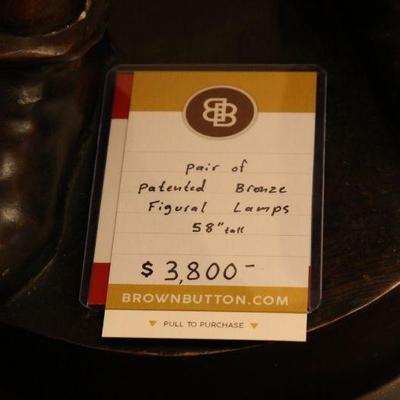 BB
pair of
patented Bronze
Figural Lamps
58" tall
$3,800-
BROWNBUTTON.COM
PULL TO PURCHASE